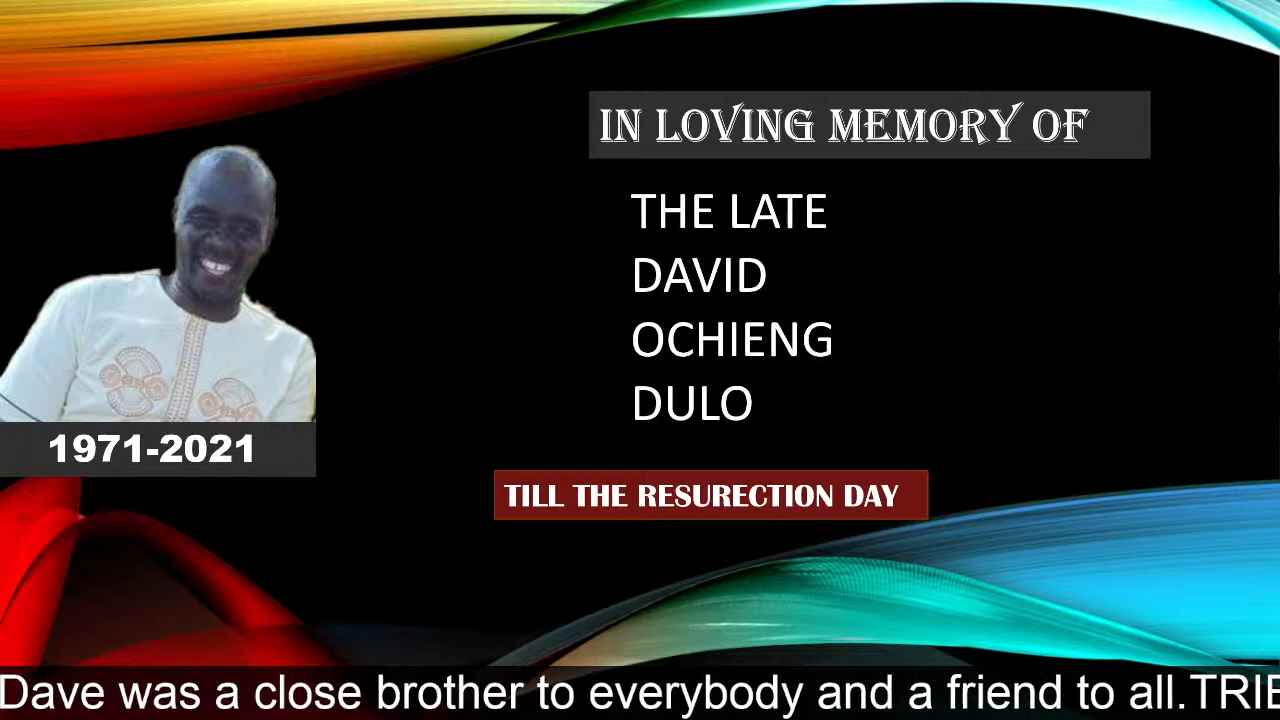 IN LOVING MEMORY OF
THE LATE
DAVID
OCHIENG
DULO
1971-2021
TILL THE RESURECTION DAY
Dave was a close brother to everybody and a friend to all.